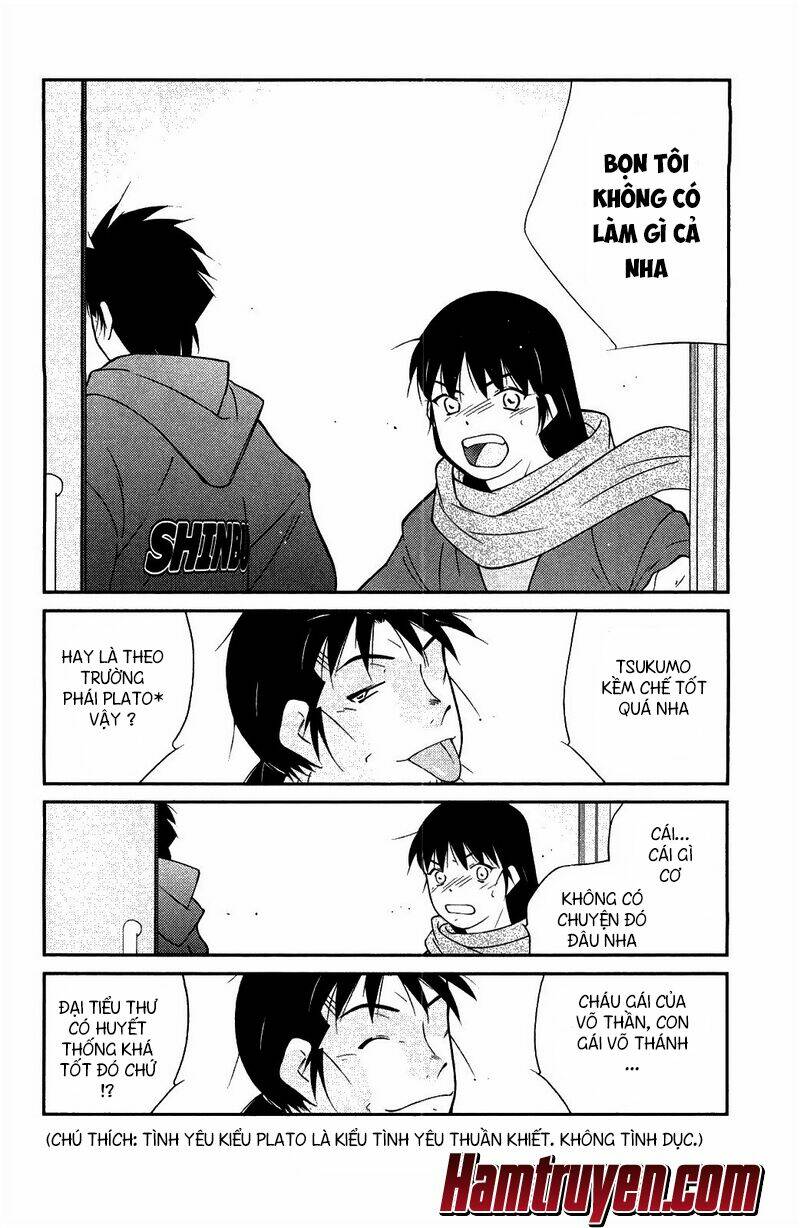 BỌN TÔI
KHÔNG CÓ
LÀM GÌ CẢ
NHA
SHINBU
TSUKUMO
KỀM CHẾ TỐT
QUÁ NHA
HAY LÀ THEO
TRƯỜNG
PHÁI PLATO*
VẬY ?
CÁI...
CÁI GÌ
CƠ
KHÔNG CÓ
CHUYỆN ĐÓ
ĐÂU NHA
CHÁU GÁI CỦA
VÕ THẦN, CON
GÁI VÕ THÁNH
...
ĐẠI TIỂU THƯ
CÓ HUYẾT
THỐNG KHÁ
TỐT ĐÓ CHỨ
!?
(CHÚ THÍCH: TÌNH YÊU KIỂU PLATO LÀ KIỂU TÌNH YÊU THUẦN KHIẾT. KHÔNG TÌNH DỤC.)
Hamtruyen.com